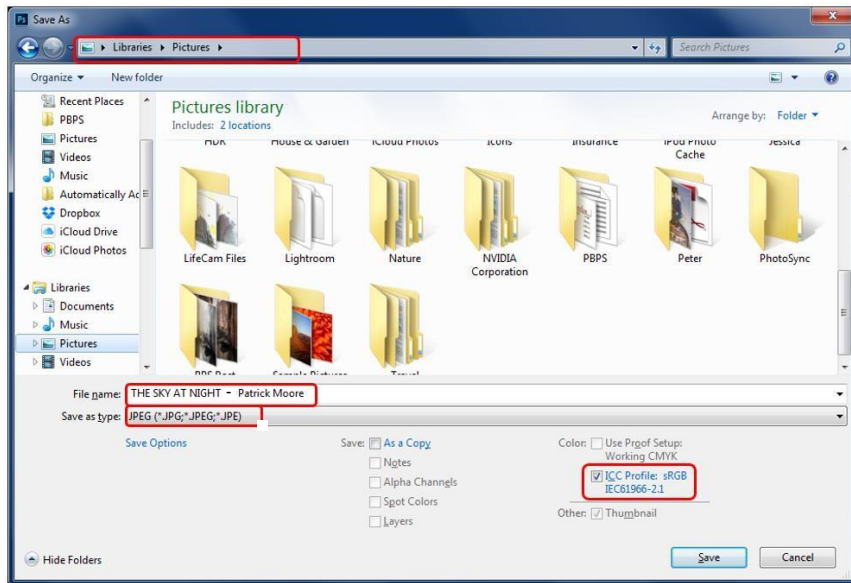 Ps Save As
Libraries ▸ Pictures ▸
Search Pictures
Organize
New folder
Recent Places
PBPS
Pictures
Videos
Music
Automatically Ac
Dropbox
iCloud Drive
iCloud Photos
Libraries
Documents
Music
Pictures
Videos
Pictures library
Includes: 2 locations
Arrange by: Folder
HDR House & Garden iCloud Photos Icons Insurance iPod Photo Cache Jessica
LifeCam Files Lightroom Nature NVIDIA Corporation PBPS Peter PhotoSync
Sample Pictures Travel
File name: THE SKY AT NIGHT - Patrick Moore
Save as type: JPEG (*.JPG;*.JPEG;*.JPE)
Save Options
Save: As a Copy
Notes
Alpha Channels
Spot Colors
Layers
Color: Use Proof Setup:
Working CMYK
ICC Profile: sRGB
IEC61966-2.1
Other: Thumbnail
Hide Folders
Save
Cancel